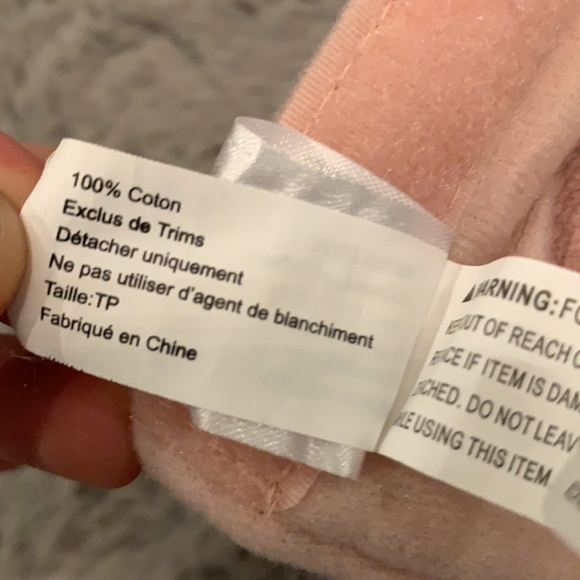 100% Coton
Exclus de Trims
Détacher uniquement
Ne pas utiliser d'agent de blanchiment
Taille:TP
Fabriqué en Chine
WARNING:
OUT OF REACH
IF ITEM IS
DO NOT
USING THIS ITEM